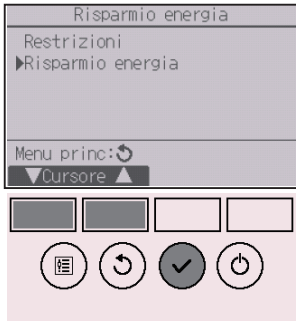 Risparmio energia
Restrizioni
▶Risparmio energia
Menu princ:
▼Cursore ▲